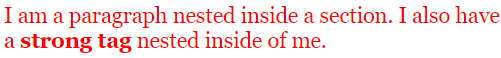 I am a paragraph nested inside a section. I also have
a strong tag nested inside of me.